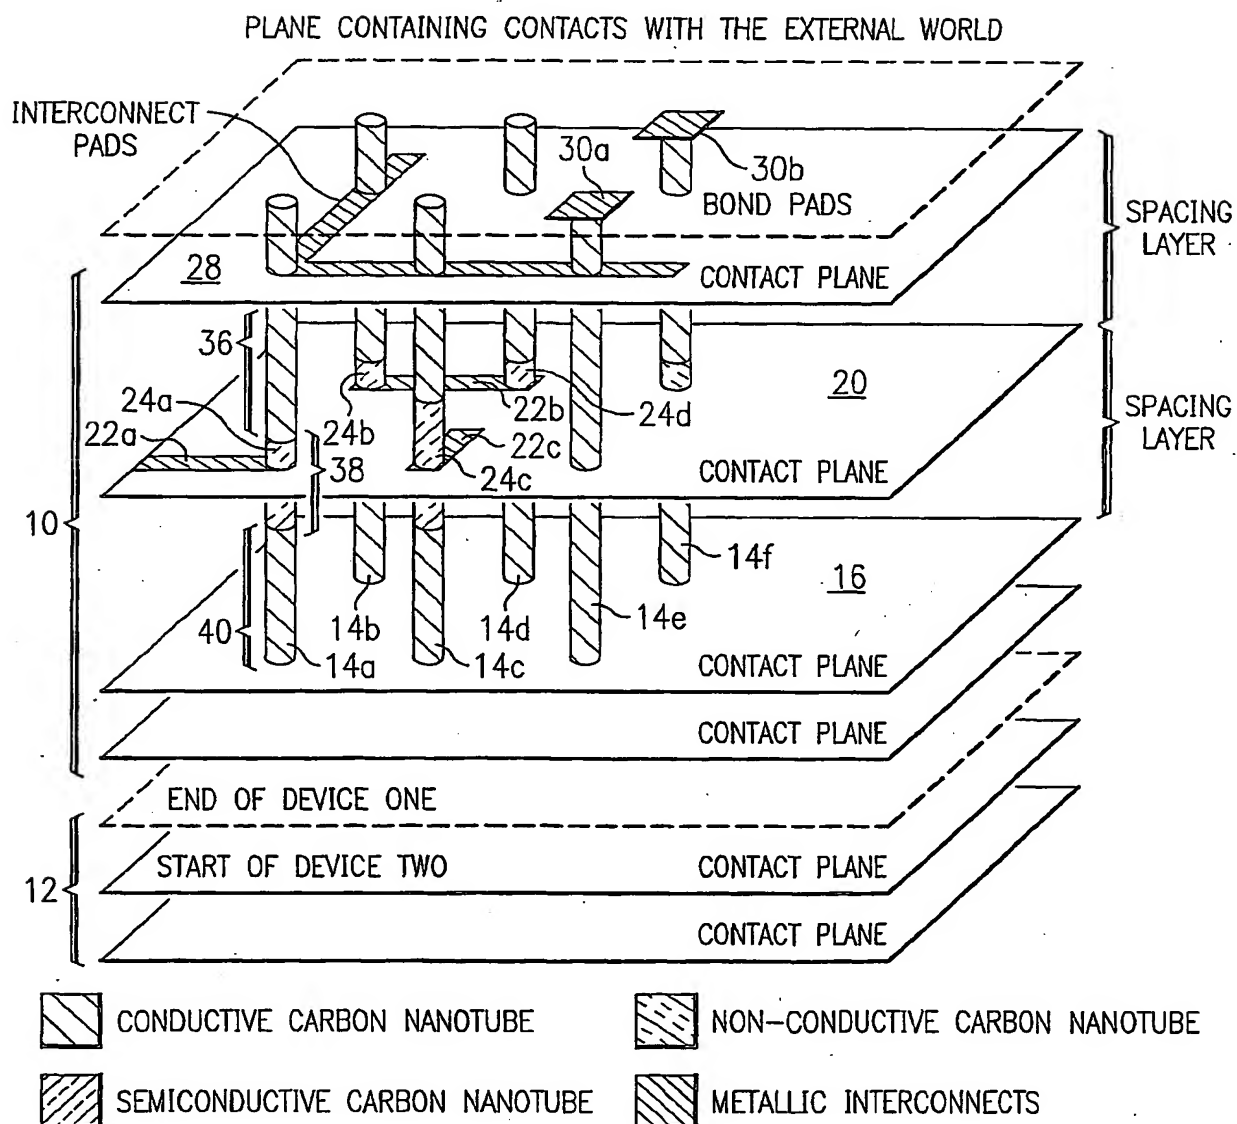 PLANE CONTAINING CONTACTS WITH THE EXTERNAL WORLD
INTERCONNECT
PADS
30a
30b
BOND PADS
SPACING
LAYER
28
CONTACT PLANE
36
24a
22a
24b
22b
24d
20
22c
24c
38
SPACING
LAYER
CONTACT PLANE
10
14f
16
40
14b
14d
14e
14a
14c
CONTACT PLANE
CONTACT PLANE
END OF DEVICE ONE
12
START OF DEVICE TWO
CONTACT PLANE
CONTACT PLANE
CONDUCTIVE CARBON NANOTUBE
NON-CONDUCTIVE CARBON NANOTUBE
SEMICONDUCTIVE CARBON NANOTUBE
METALLIC INTERCONNECTS